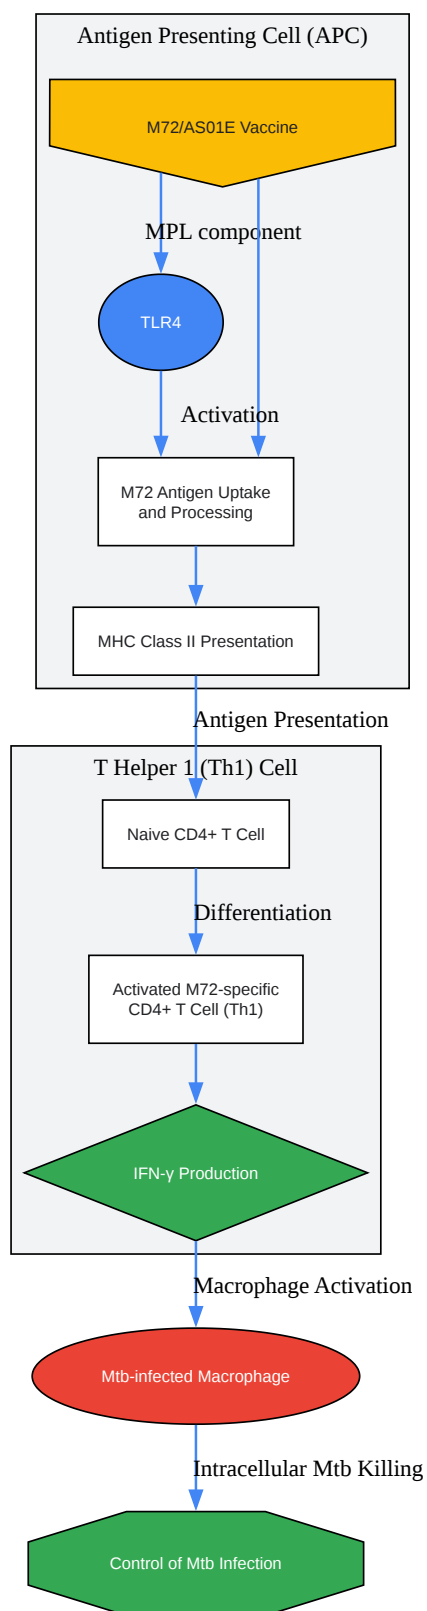 Antigen Presenting Cell (APC)
M72/AS01E Vaccine
MPL component
TLR4
Activation
M72 Antigen Uptake
and Processing
MHC Class II Presentation
Antigen Presentation
T Helper 1 (Th1) Cell
Naive CD4+ T Cell
Differentiation
Activated M72-specific
CD4+ T Cell (Th1)
IFN-γ Production
Macrophage Activation
Mtb-infected Macrophage
Intracellular Mtb Killing
Control of Mtb Infection